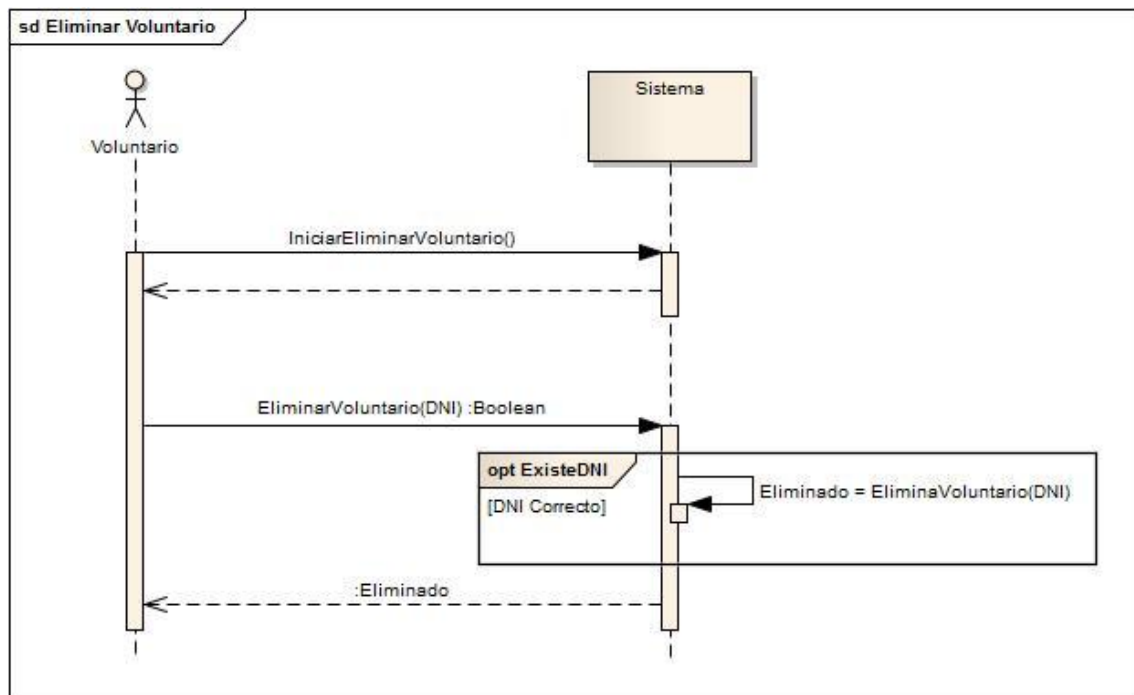 sd Eliminar Voluntario
Voluntario
Sistema
IniciarEliminarVoluntario()
EliminarVoluntario(DNI) :Boolean
opt ExisteDNI
[DNI Correcto]
Eliminado = EliminaVoluntario(DNI)
:Eliminado